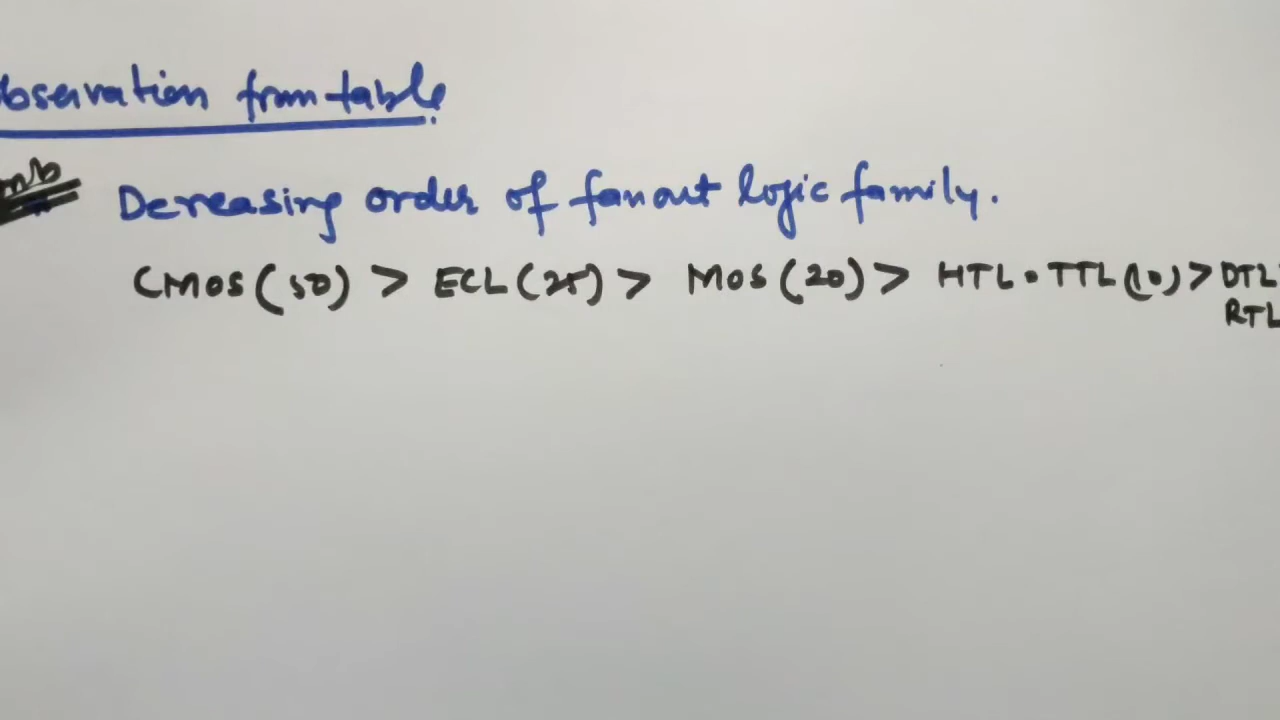 bservation from table
Decreasing order of fanout logic family.
CMOS (50) > ECL (25) > MOS (20) > HTL • TTL (10) > DTL
RTL